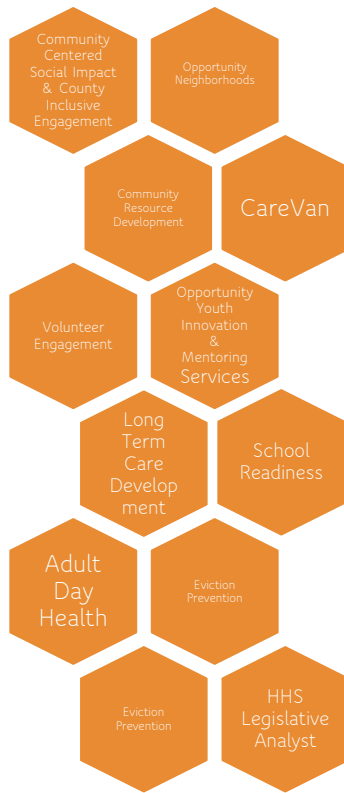 Community
Centered
Social Impact
& County
Inclusive
Engagement
Opportunity
Neighborhoods
Community
Resource
Development
CareVan
Volunteer
Engagement
Opportunity
Youth
Innovation
&
Mentoring
Services
Long
Term
Care
Develop
ment
School
Readiness
Adult
Day
Health
Eviction
Prevention
Eviction
Prevention
HHS
Legislative
Analyst